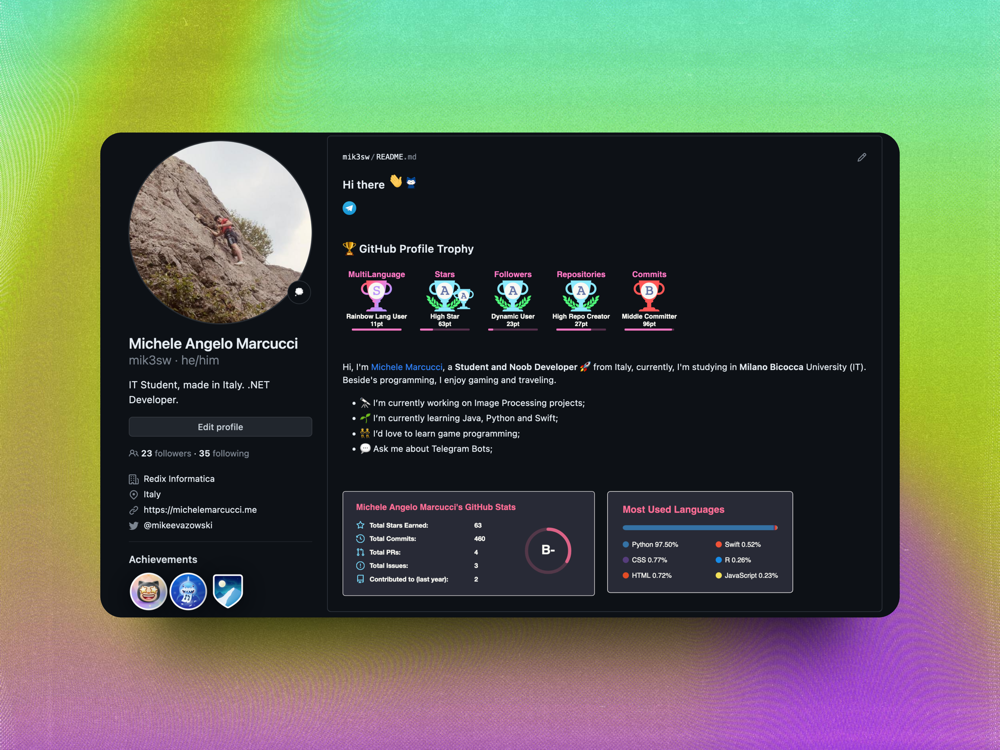 Michele Angelo Marcucci
mik3sw · he/him
IT Student, made in Italy. .NET
Developer.
Edit profile
23 followers · 35 following
Redix Informatica
Italy
https://michelemarcucci.me
@mikeevazowski
Achievements
mik3sw/README.md
Hi there
GitHub Profile Trophy
MultiLanguage
S
Rainbow Lang User
11pt
Stars
A
A
High Star
63pt
Followers
A
Dynamic User
23pt
Repositories
A
High Repo Creator
27pt
Commits
B
Middle Committer
96pt
Hi, I'm Michele Marcucci, a Student and Noob Developer 🚀 from Italy, currently, I'm studying in Milano Bicocca University (IT).
Beside's programming, I enjoy gaming and traveling.
• 🔭 I'm currently working on Image Processing projects;
• 🌱 I'm currently learning Java, Python and Swift;
• 👯 I'd love to learn game programming;
• 💬 Ask me about Telegram Bots;
Michele Angelo Marcucci's GitHub Stats
Total Stars Earned: 63
Total Commits: 460
Total PRs: 4
Total Issues: 3
Contributed to (last year): 2
B-
Most Used Languages
Python 97.50%
CSS 0.77%
HTML 0.72%
Swift 0.52%
R 0.26%
JavaScript 0.23%